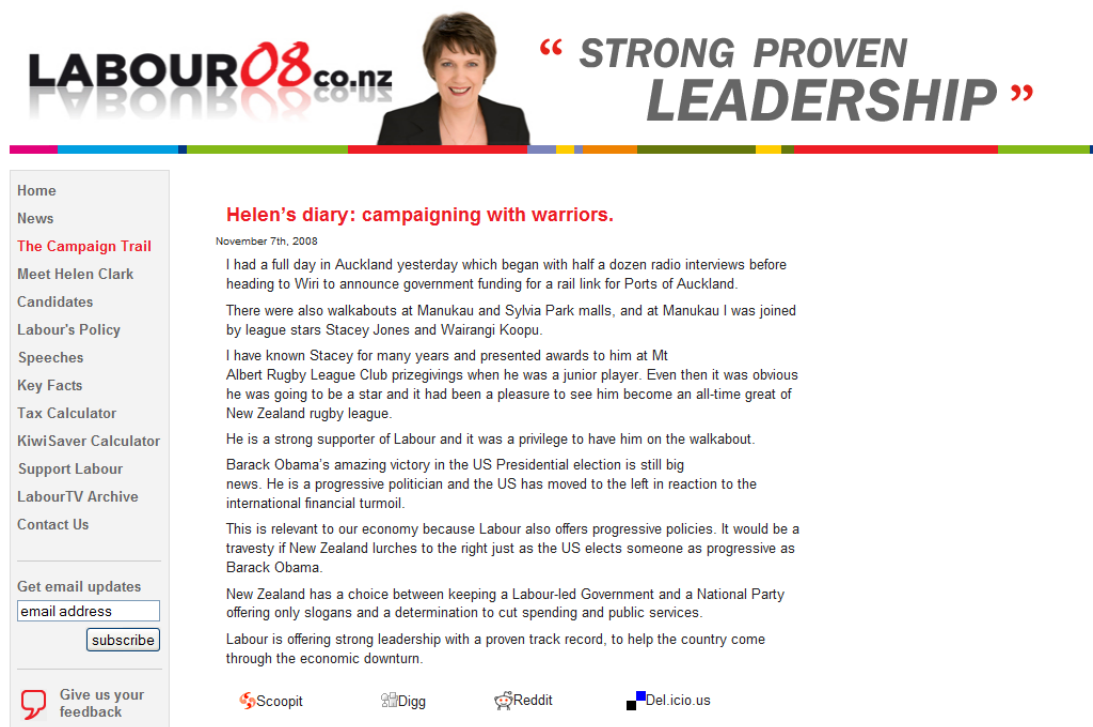 LABOUR08.co.nz
“ STRONG PROVEN
LEADERSHIP ”
Home
News
The Campaign Trail
Meet Helen Clark
Candidates
Labour's Policy
Speeches
Key Facts
Tax Calculator
KiwiSaver Calculator
Support Labour
LabourTV Archive
Contact Us
Get email updates
email address
subscribe
Give us your
feedback
Helen’s diary: campaigning with warriors.
November 7th, 2008
I had a full day in Auckland yesterday which began with half a dozen radio interviews before
heading to Wiri to announce government funding for a rail link for Ports of Auckland.
There were also walkabouts at Manukau and Sylvia Park malls, and at Manukau I was joined
by league stars Stacey Jones and Wairangi Koopu.
I have known Stacey for many years and presented awards to him at Mt
Albert Rugby League Club prizegivings when he was a junior player. Even then it was obvious
he was going to be a star and it had been a pleasure to see him become an all-time great of
New Zealand rugby league.
He is a strong supporter of Labour and it was a privilege to have him on the walkabout.
Barack Obama’s amazing victory in the US Presidential election is still big
news. He is a progressive politician and the US has moved to the left in reaction to the
international financial turmoil.
This is relevant to our economy because Labour also offers progressive policies. It would be a
travesty if New Zealand lurches to the right just as the US elects someone as progressive as
Barack Obama.
New Zealand has a choice between keeping a Labour-led Government and a National Party
offering only slogans and a determination to cut spending and public services.
Labour is offering strong leadership with a proven track record, to help the country come
through the economic downturn.
Scoopit Digg Reddit Del.icio.us